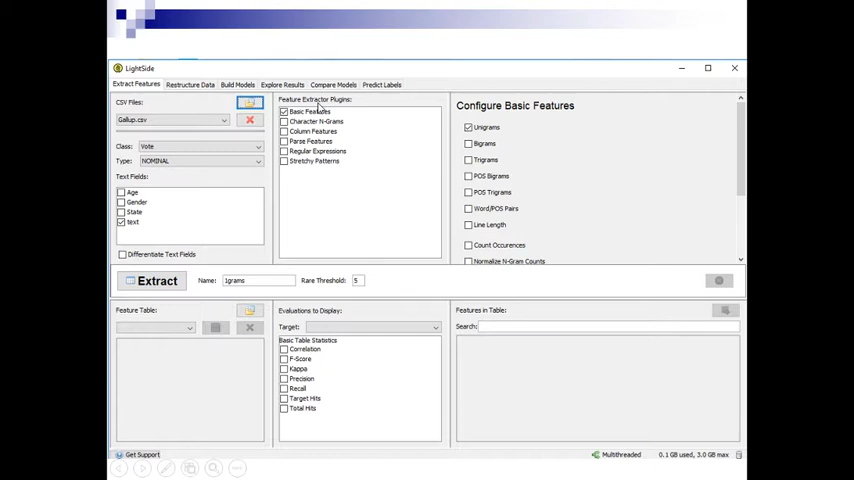 LightSide
Extract Features Restructure Data Build Models Explore Results Compare Models Predict Labels
CSV Files:
Gallup.csv
Class: Vote
Type: NOMINAL
Text Fields:
Age
Gender
State
text
Differentiate Text Fields
Feature Extractor Plugins:
Basic Features
Character N-Grams
Column Features
Parse Features
Regular Expressions
Stretchy Patterns
Configure Basic Features
Unigrams
Bigrams
Trigrams
POS Bigrams
POS Trigrams
Word/POS Pairs
Line Length
Count Occurences
Normalize N-Gram Counts
Extract Name: 1grams Rare Threshold: 5
Feature Table:
Evaluations to Display:
Target:
Basic Table Statistics
Correlation
F-Score
Kappa
Precision
Recall
Target Hits
Total Hits
Features in Table:
Search:
Get Support
Multithreaded 0.1 GB used, 3.0 GB max